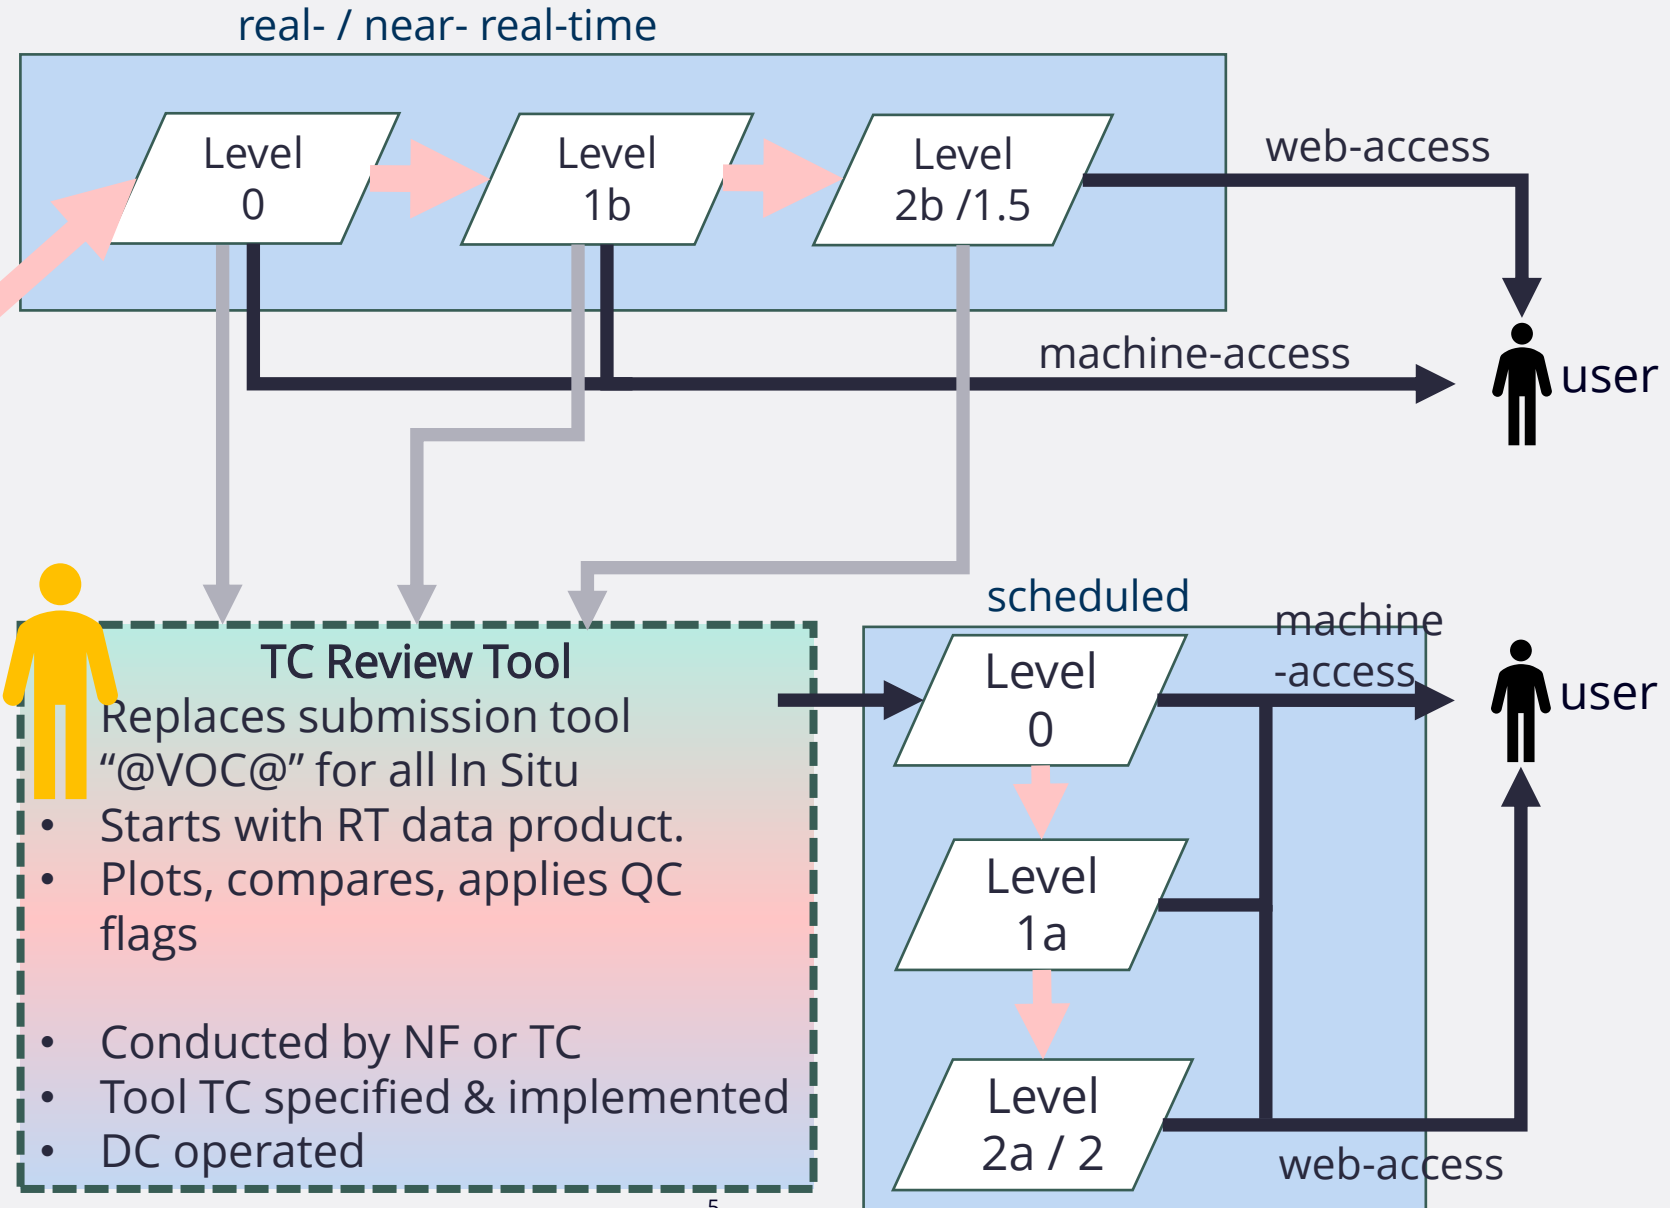 real- / near- real-time
Level
0
Level
1b
Level
2b /1.5
web-access
machine-access
user
TC Review Tool
Replaces submission tool
“@VOC@” for all In Situ
• Starts with RT data product.
• Plots, compares, applies QC
flags
• Conducted by NF or TC
• Tool TC specified & implemented
• DC operated
scheduled
Level
0
machine
-access
user
Level
1a
Level
2a / 2
web-access
5